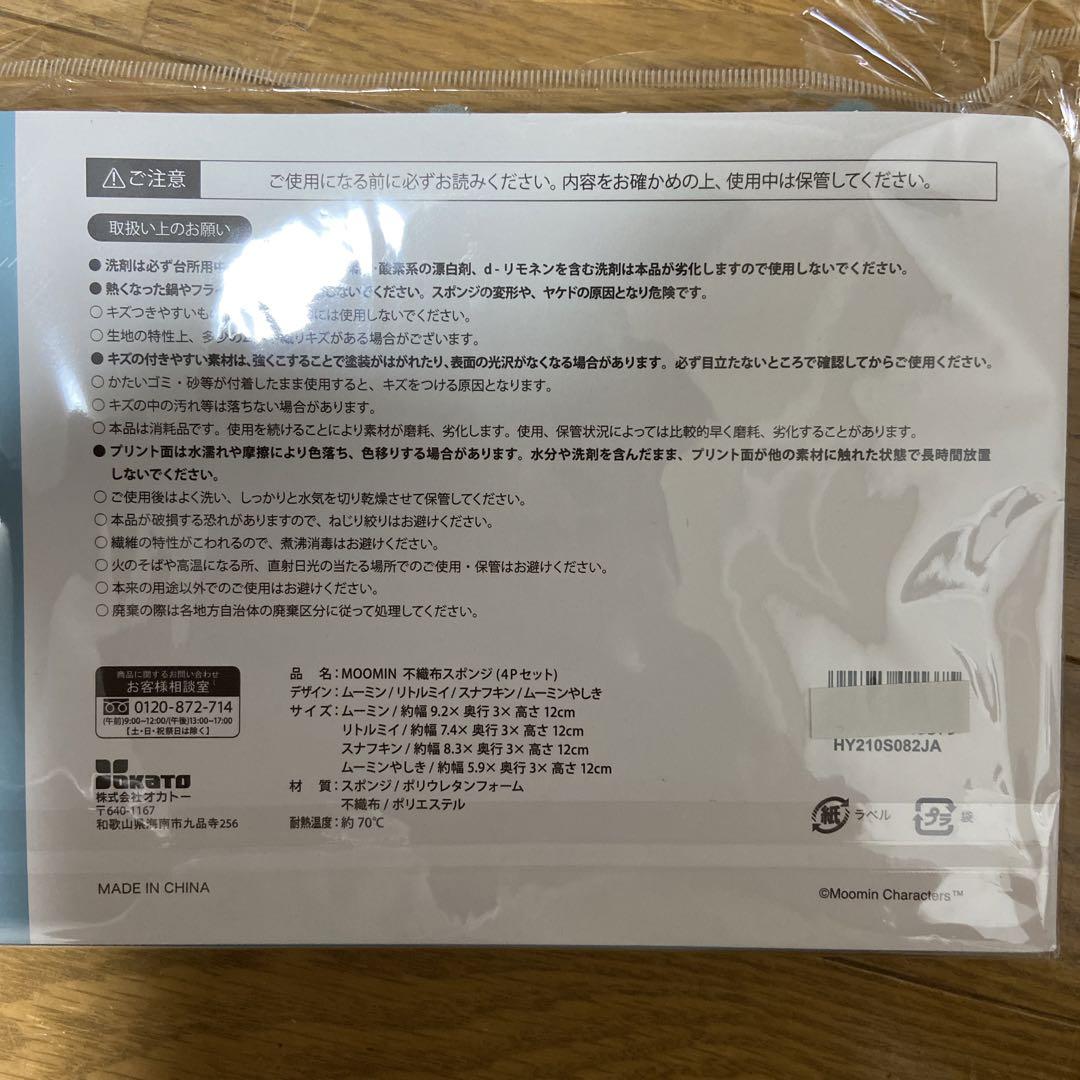 ご注意
ご使用になる前に必ずお読みください。内容をお確かめの上、使用中は保管してください。
取扱い上のお願い
● 洗剤は必ず台所用中 ・酸素系の漂白剤、d - リモネンを含む洗剤は本品が劣化しますので使用しないでください。
● 熱くなった鍋やフライ ないでください。スポンジの変形や、ヤケドの原因となり危険です。
○ キズつきやすいも には使用しないでください。
○ 生地の特性上、多少の キズがある場合がございます。
● キズの付きやすい素材は、強くこすることで塗装がはがれたり、表面の光沢がなくなる場合があります。必ず目立たないところで確認してからご使用ください。
○ かたいゴミ・砂等が付着したまま使用すると、キズをつける原因となります。
○ キズの中の汚れ等は落ちない場合があります。
○ 本品は消耗品です。使用を続けることにより素材が磨耗、劣化します。使用、保管状況によっては比較的早く磨耗、劣化することがあります。
● プリント面は水濡れや摩擦により色落ち、色移りする場合があります。水分や洗剤を含んだまま、プリント面が他の素材に触れた状態で長時間放置
しないでください。
○ ご使用後はよく洗い、しっかりと水気を切り乾燥させて保管してください。
○ 本品が破損する恐れがありますので、ねじり絞りはお避けください。
○ 繊維の特性がこわれるので、煮沸消毒はお避けください。
○ 火のそばや高温になる所、直射日光の当たる場所でのご使用・保管はお避けください。
○ 本来の用途以外でのご使用はお避けください。
○ 廃棄の際は各地方自治体の廃棄区分に従って処理してください。
商品に関するお問い合わせ
お客様相談室
0120-872-714
(午前)9:00~12:00/(午後)13:00~17:00
【土・日・祝祭日は除く】
OKATO
株式会社オカトー
〒640-1167
和歌山県海南市九品寺256
品 名：MOOMIN 不織布スポンジ (4Pセット)
デザイン：ムーミン / リトルミイ / スナフキン / ムーミンやしき
サイズ：ムーミン / 約幅 9.2× 奥行 3× 高さ 12cm
リトルミイ / 約幅 7.4× 奥行 3× 高さ 12cm
スナフキン / 約幅 8.3× 奥行 3× 高さ 12cm
ムーミンやしき / 約幅 5.9× 奥行 3× 高さ 12cm
材 質：スポンジ / ポリウレタンフォーム
不織布 / ポリエステル
耐熱温度：約 70℃
HY210S082JA
紙 ラベル
プラ 袋
MADE IN CHINA
©Moomin Characters™